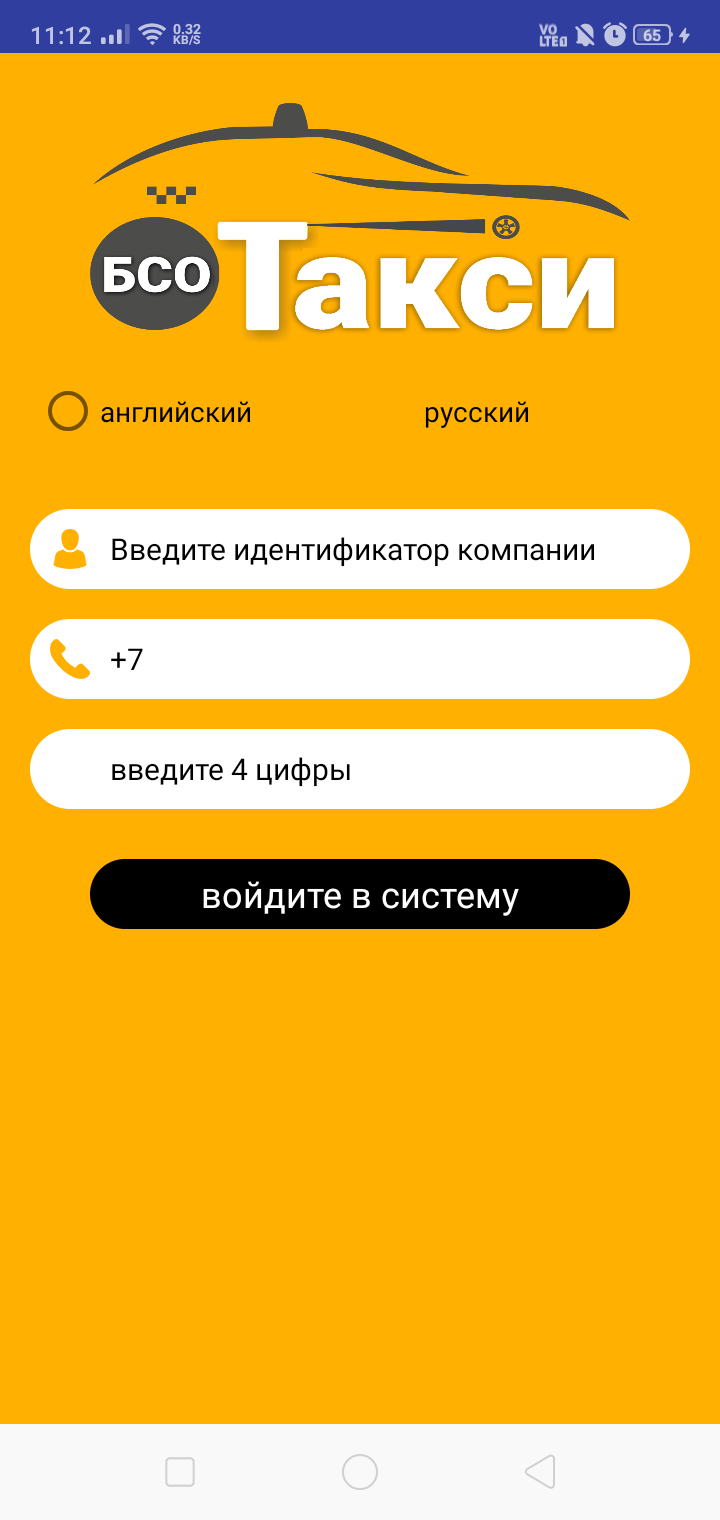 11:12 0.32 KB/S VO LTE1 65
БСО Такси
английский русский
Введите идентификатор компании
+7
введите 4 цифры
войдите в систему